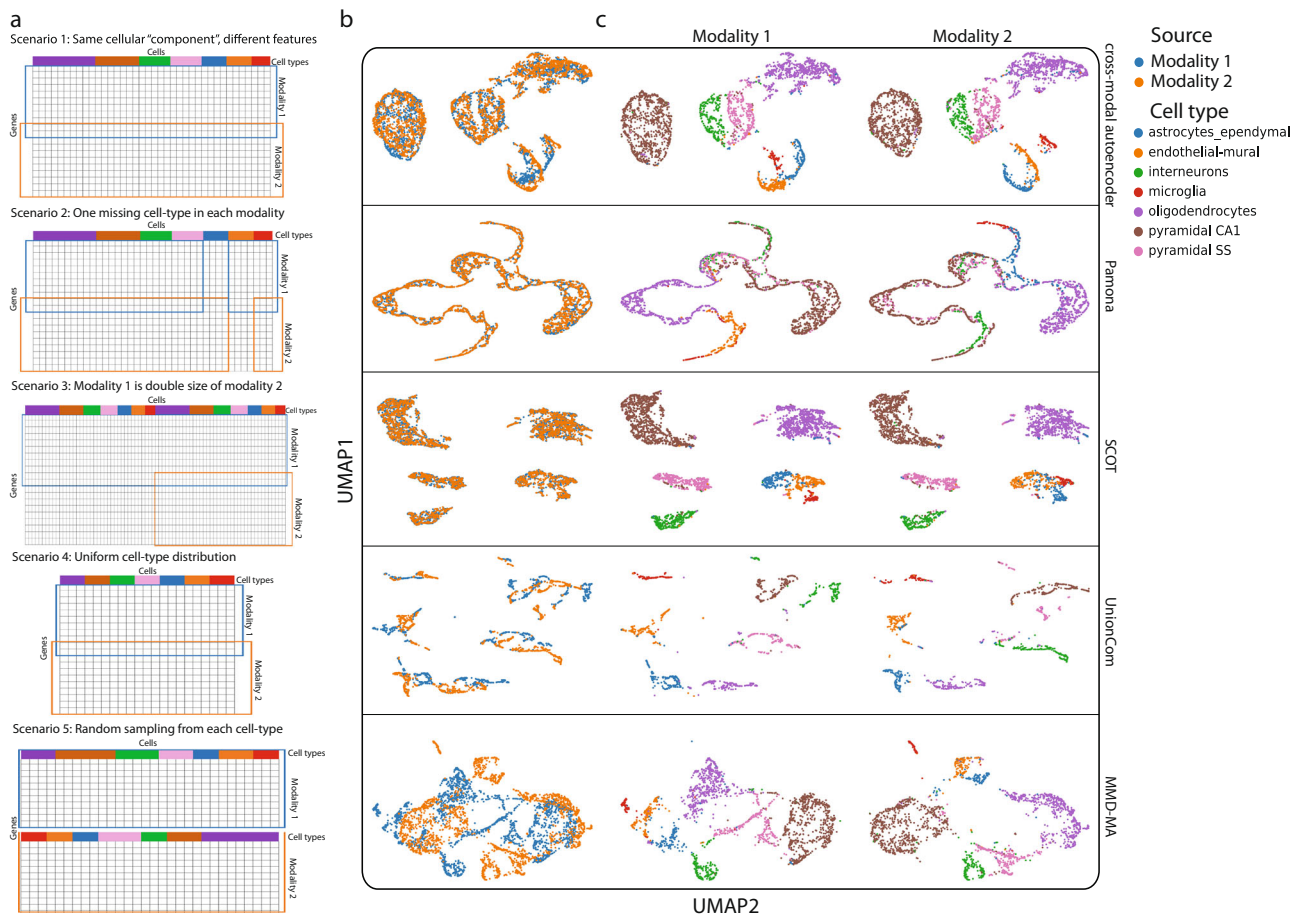 a
Scenario 1: Same cellular “component”, different features
Cells
Cell types
Genes
Modality 1
Modality 2
Scenario 2: One missing cell-type in each modality
Cells
Cell types
Genes
Modality 1
Modality 2
Scenario 3: Modality 1 is double size of modality 2
Cell types
Genes
Modality 1
Modality 2
Scenario 4: Uniform cell-type distribution
Cells
Cell types
Genes
Modality 1
Modality 2
Scenario 5: Random sampling from each cell-type
Cells
Cell types
Modality 1
Genes
Cell types
Modality 2
b
c
Modality 1
Modality 2
cross-modal autoencoder
Pamona
SCOT
UnionCom
MMD-MA
UMAP1
UMAP2
Source
Modality 1
Modality 2
Cell type
astrocytes_ependymal
endothelial-mural
interneurons
microglia
oligodendrocytes
pyramidal CA1
pyramidal SS